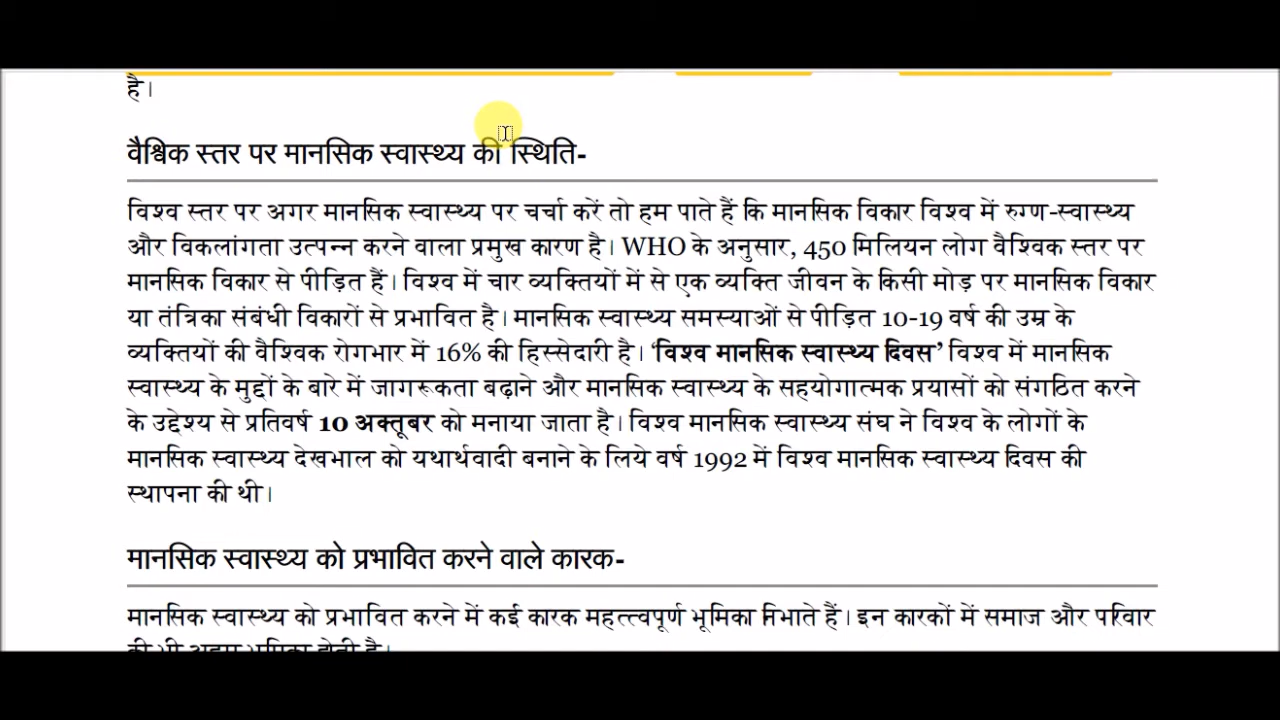 है।
वैश्विक स्तर पर मानसिक स्वास्थ्य की स्थिति-
विश्व स्तर पर अगर मानसिक स्वास्थ्य पर चर्चा करें तो हम पाते हैं कि मानसिक विकार विश्व में रुग्ण-स्वास्थ्य
और विकलांगता उत्पन्न करने वाला प्रमुख कारण है। WHO के अनुसार, 450 मिलियन लोग वैश्विक स्तर पर
मानसिक विकार से पीड़ित हैं। विश्व में चार व्यक्तियों में से एक व्यक्ति जीवन के किसी मोड़ पर मानसिक विकार
या तंत्रिका संबंधी विकारों से प्रभावित है। मानसिक स्वास्थ्य समस्याओं से पीड़ित 10-19 वर्ष की उम्र के
व्यक्तियों की वैश्विक रोगभार में 16% की हिस्सेदारी है। ‘विश्व मानसिक स्वास्थ्य दिवस’ विश्व में मानसिक
स्वास्थ्य के मुद्दों के बारे में जागरूकता बढ़ाने और मानसिक स्वास्थ्य के सहयोगात्मक प्रयासों को संगठित करने
के उद्देश्य से प्रतिवर्ष 10 अक्तूबर को मनाया जाता है। विश्व मानसिक स्वास्थ्य संघ ने विश्व के लोगों के
मानसिक स्वास्थ्य देखभाल को यथार्थवादी बनाने के लिये वर्ष 1992 में विश्व मानसिक स्वास्थ्य दिवस की
स्थापना की थी।
मानसिक स्वास्थ्य को प्रभावित करने वाले कारक-
मानसिक स्वास्थ्य को प्रभावित करने में कई कारक महत्त्वपूर्ण भूमिका निभाते हैं। इन कारकों में समाज और परिवार
की भी अहम भूमिका होती है।